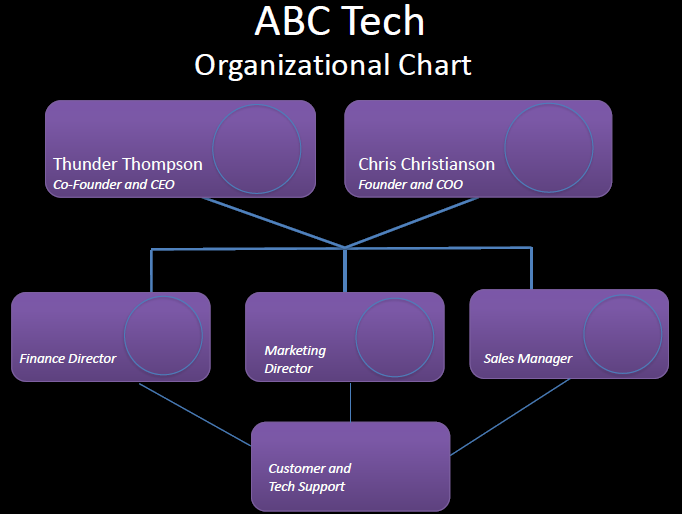 ABC Tech
Organizational Chart
Thunder Thompson
Co-Founder and CEO
Chris Christianson
Founder and COO
Finance Director
Marketing
Director
Sales Manager
Customer and
Tech Support